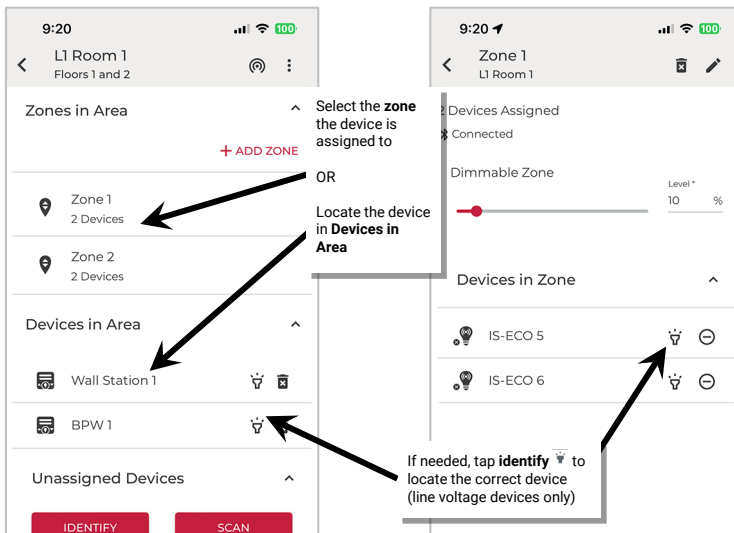 9:20
100
L1 Room 1
Floors 1 and 2
Zones in Area
+ ADD ZONE
Zone 1
2 Devices
Zone 2
2 Devices
Devices in Area
Wall Station 1
BPW 1
Unassigned Devices
IDENTIFY
SCAN
Select the zone
the device is
assigned to
OR
Locate the device
in Devices in
Area
9:20
100
Zone 1
L1 Room 1
2 Devices Assigned
Connected
Dimmable Zone
Level *
10 %
Devices in Zone
IS-ECO 5
IS-ECO 6
If needed, tap identify to
locate the correct device
(line voltage devices only)